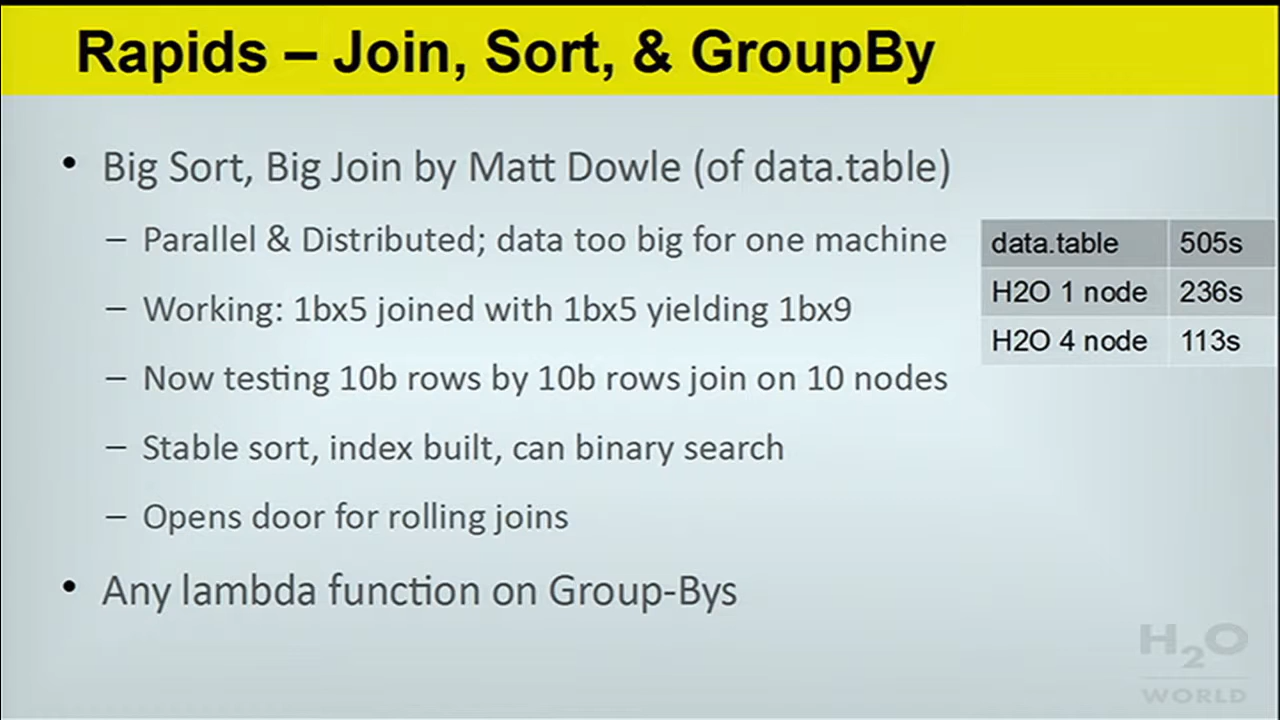 Rapids – Join, Sort, & GroupBy
• Big Sort, Big Join by Matt Dowle (of data.table)
– Parallel & Distributed; data too big for one machine
– Working: 1bx5 joined with 1bx5 yielding 1bx9
– Now testing 10b rows by 10b rows join on 10 nodes
– Stable sort, index built, can binary search
– Opens door for rolling joins
• Any lambda function on Group-Bys
data.table 505s
H2O 1 node 236s
H2O 4 node 113s
H2O
WORLD